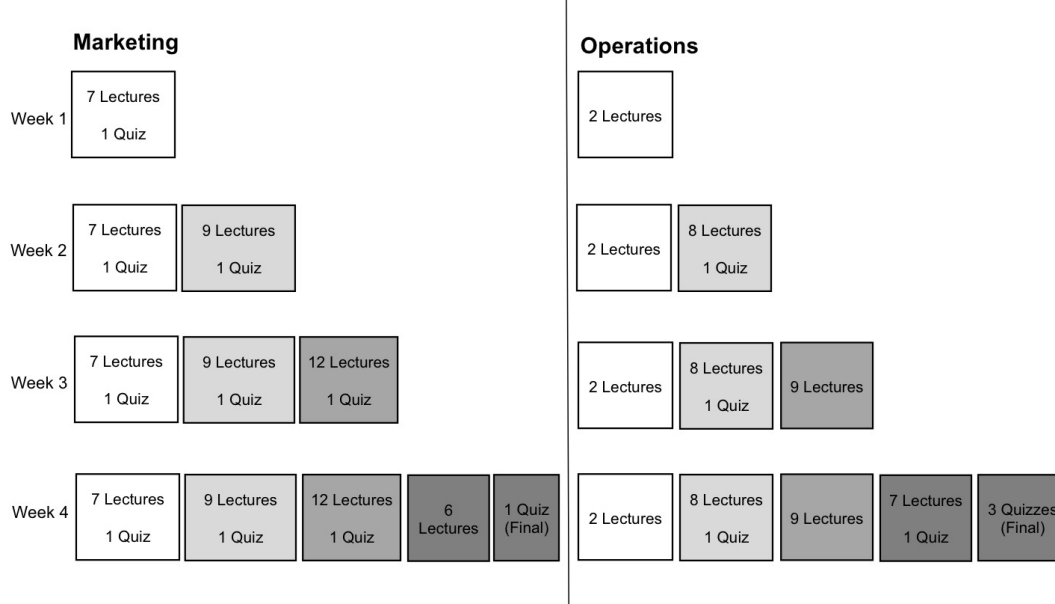 Marketing
Operations
Week 1
7 Lectures
1 Quiz
2 Lectures
Week 2
7 Lectures
1 Quiz
9 Lectures
1 Quiz
2 Lectures
8 Lectures
1 Quiz
Week 3
7 Lectures
1 Quiz
9 Lectures
1 Quiz
12 Lectures
1 Quiz
2 Lectures
8 Lectures
1 Quiz
9 Lectures
Week 4
7 Lectures
1 Quiz
9 Lectures
1 Quiz
12 Lectures
1 Quiz
6
Lectures
1 Quiz
(Final)
2 Lectures
8 Lectures
1 Quiz
9 Lectures
7 Lectures
1 Quiz
3 Quizzes
(Final)